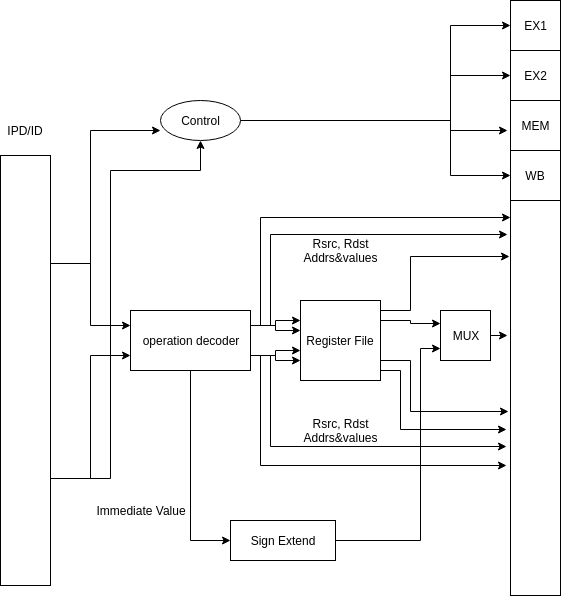 EX1
EX2
Control
IPD/ID
MEM
WB
Rsrc, Rdst
Addrs&values
operation decoder
Register File
MUX
Rsrc, Rdst
Addrs&values
Immediate Value
Sign Extend